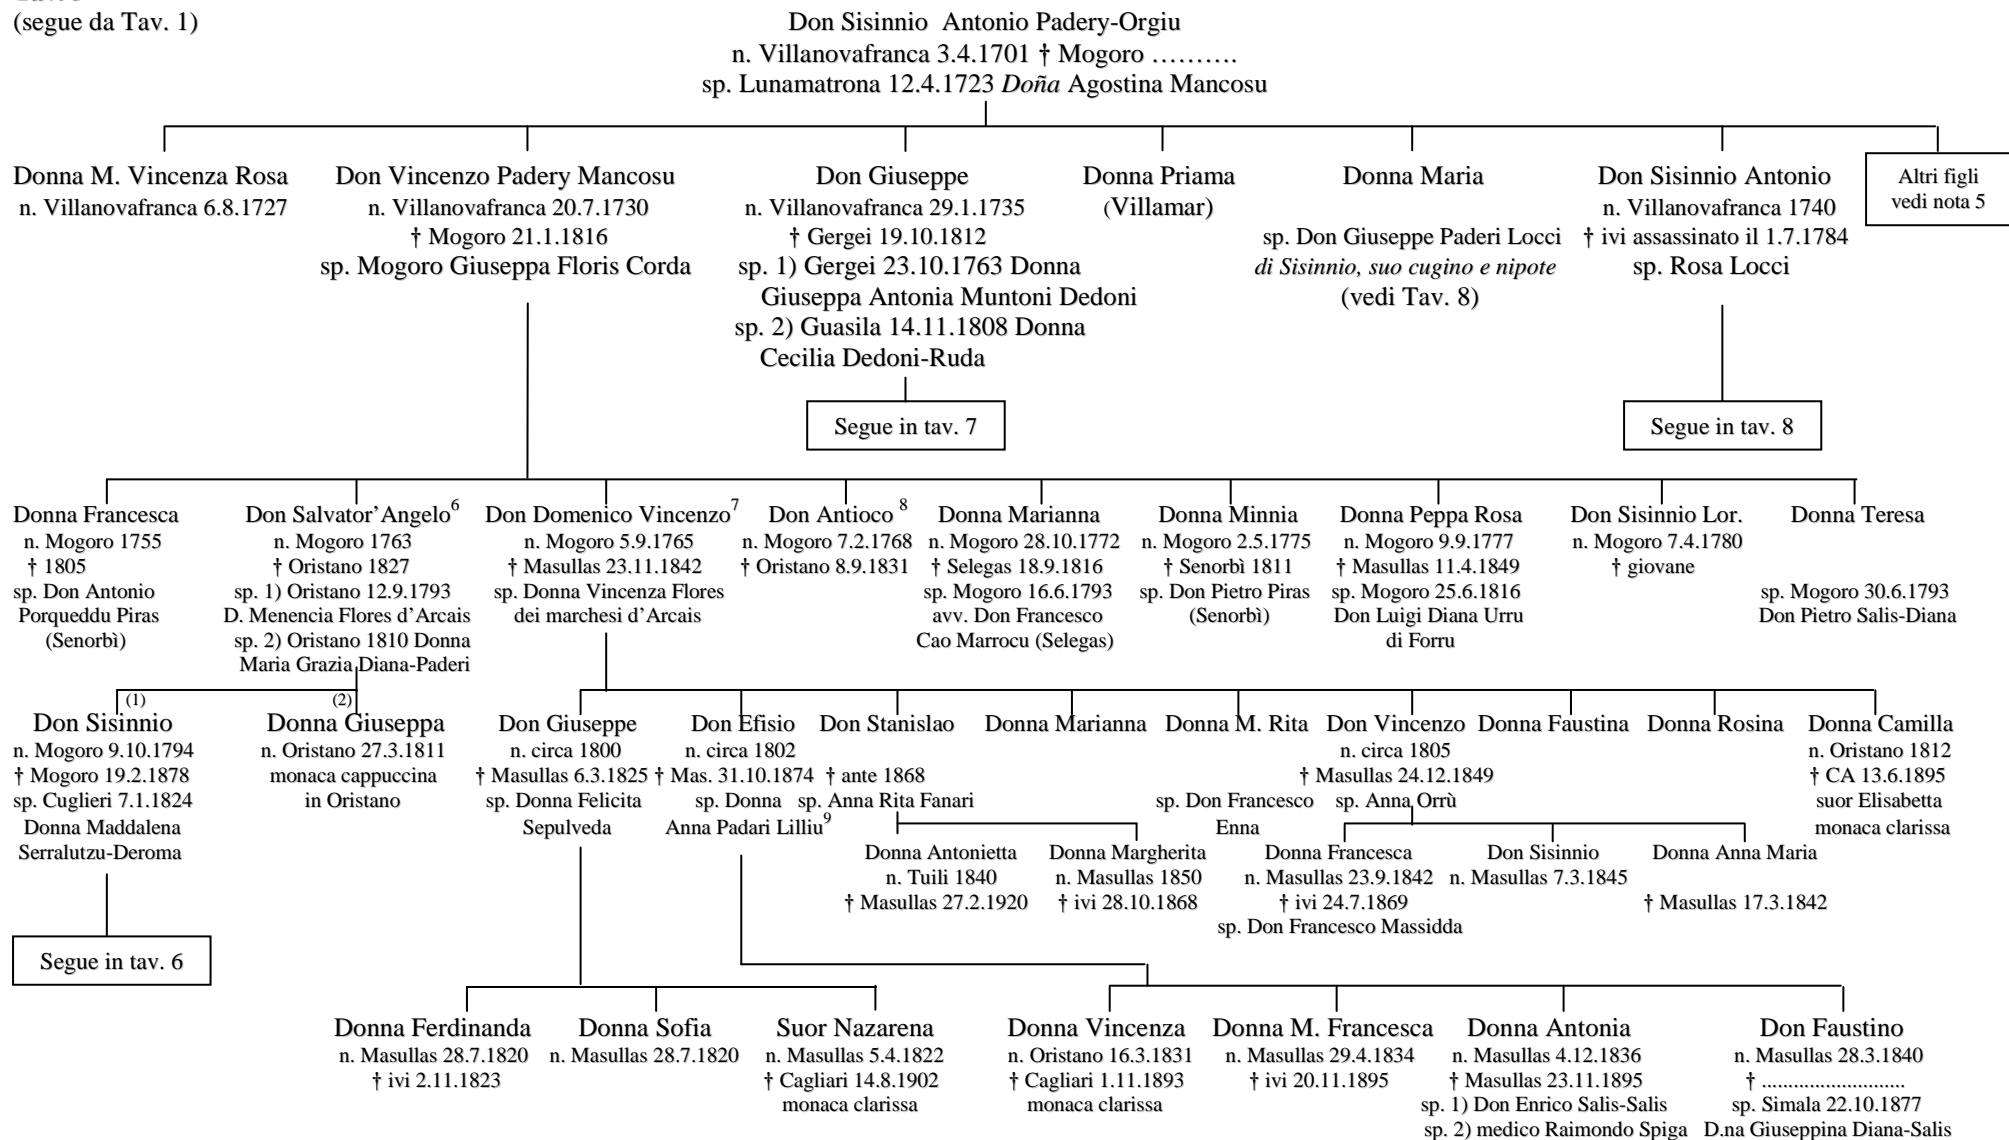 (segue da Tav. 1)
Don Sisinnio Antonio Padery-Orgiu
n. Villanovafranca 3.4.1701 † Mogoro ……….
sp. Lunamatrona 12.4.1723 Doña Agostina Mancosu
Donna M. Vincenza Rosa
n. Villanovafranca 6.8.1727
Don Vincenzo Padery Mancosu
n. Villanovafranca 20.7.1730
† Mogoro 21.1.1816
sp. Mogoro Giuseppa Floris Corda
Don Giuseppe
n. Villanovafranca 29.1.1735
† Gergei 19.10.1812
sp. 1) Gergei 23.10.1763 Donna
Giuseppa Antonia Muntoni Dedoni
sp. 2) Guasila 14.11.1808 Donna
Cecilia Dedoni-Ruda
Segue in tav. 7
Donna Priama
(Villamar)
Donna Maria
sp. Don Giuseppe Paderi Locci
di Sisinnio, suo cugino e nipote
(vedi Tav. 8)
Don Sisinnio Antonio
n. Villanovafranca 1740
† ivi assassinato il 1.7.1784
sp. Rosa Locci
Segue in tav. 8
Altri figli
vedi nota 5
Donna Francesca
n. Mogoro 1755
† 1805
sp. Don Antonio
Porqueddu Piras
(Senorbì)
Don Salvator’Angelo6
n. Mogoro 1763
† Oristano 1827
sp. 1) Oristano 12.9.1793
D. Menencia Flores d’Arcais
sp. 2) Oristano 1810 Donna
Maria Grazia Diana-Paderi
Don Domenico Vincenzo7
n. Mogoro 5.9.1765
† Masullas 23.11.1842
sp. Donna Vincenza Flores
dei marchesi d’Arcais
Don Antioco 8
n. Mogoro 7.2.1768
† Oristano 8.9.1831
Donna Marianna
n. Mogoro 28.10.1772
† Selegas 18.9.1816
sp. Mogoro 16.6.1793
avv. Don Francesco
Cao Marrocu (Selegas)
Donna Minnia
n. Mogoro 2.5.1775
† Senorbì 1811
sp. Don Pietro Piras
(Senorbì)
Donna Peppa Rosa
n. Mogoro 9.9.1777
† Masullas 11.4.1849
sp. Mogoro 25.6.1816
Don Luigi Diana Urru
di Forru
Don Sisinnio Lor.
n. Mogoro 7.4.1780
† giovane
Donna Teresa
sp. Mogoro 30.6.1793
Don Pietro Salis-Diana
(1)
(2)
Don Sisinnio
n. Mogoro 9.10.1794
† Mogoro 19.2.1878
sp. Cuglieri 7.1.1824
Donna Maddalena
Serralutzu-Deroma
Segue in tav. 6
Donna Giuseppa
n. Oristano 27.3.1811
monaca cappuccina
in Oristano
Don Giuseppe
n. circa 1800
† Masullas 6.3.1825
sp. Donna Felicita
Sepulveda
Don Efisio
n. circa 1802
† Mas. 31.10.1874
sp. Donna
Anna Padari Lilliu9
Don Stanislao
† ante 1868
sp. Anna Rita Fanari
Donna Marianna
Donna M. Rita
sp. Don Francesco
Enna
Don Vincenzo
n. circa 1805
† Masullas 24.12.1849
sp. Anna Orrù
Donna Faustina
Donna Rosina
Donna Camilla
n. Oristano 1812
† CA 13.6.1895
suor Elisabetta
monaca clarissa
Donna Antonietta
n. Tuili 1840
† Masullas 27.2.1920
Donna Margherita
n. Masullas 1850
† ivi 28.10.1868
Donna Francesca
n. Masullas 23.9.1842
† ivi 24.7.1869
sp. Don Francesco Massidda
Don Sisinnio
n. Masullas 7.3.1845
Donna Anna Maria
† Masullas 17.3.1842
Donna Ferdinanda
n. Masullas 28.7.1820
† ivi 2.11.1823
Donna Sofia
n. Masullas 28.7.1820
Suor Nazarena
n. Masullas 5.4.1822
† Cagliari 14.8.1902
monaca clarissa
Donna Vincenza
n. Oristano 16.3.1831
† Cagliari 1.11.1893
monaca clarissa
Donna M. Francesca
n. Masullas 29.4.1834
† ivi 20.11.1895
Donna Antonia
n. Masullas 4.12.1836
† Masullas 23.11.1895
sp. 1) Don Enrico Salis-Salis
sp. 2) medico Raimondo Spiga
Don Faustino
n. Masullas 28.3.1840
† ...........................
sp. Simala 22.10.1877
D.na Giuseppina Diana-Salis